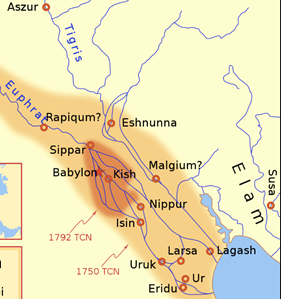 Aszur
Tigris
Euphrat
Rapiqum?
Eshnunna
Sippar
Babylon
Kish
Malgium?
Elam
Susa
Nippur
Isin
1792 TCN
1750 TCN
Larsa
Lagash
Uruk
Ur
Eridu